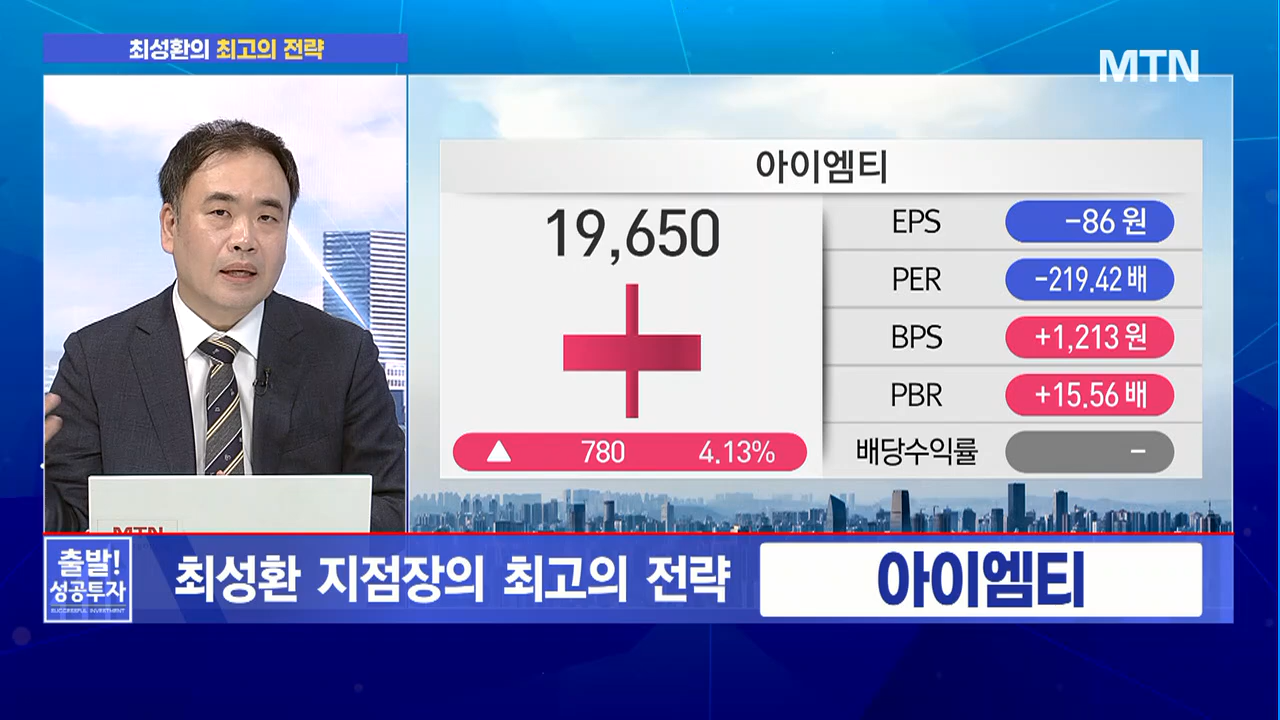 최성환의 최고의 전략
MTN
아이엠티
19,650
▲ 780 4.13%
EPS -86 원
PER -219.42 배
BPS +1,213 원
PBR +15.56 배
배당수익률 -
MTN
출발!
성공투자
SUCCESSFUL INVESTMENT
최성환 지점장의 최고의 전략
아이엠티